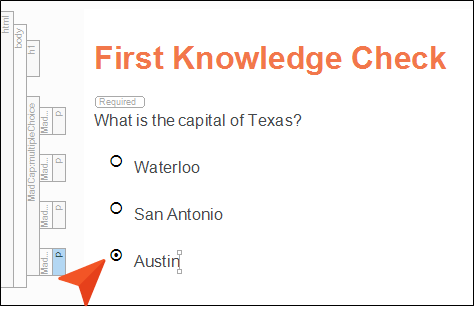 html
body
h1
First Knowledge Check
Required
MadCap:multipleChoice
What is the capital of Texas?
Mad...
p
Mad...
p
Waterloo
Mad...
p
San Antonio
Mad...
p
Austin